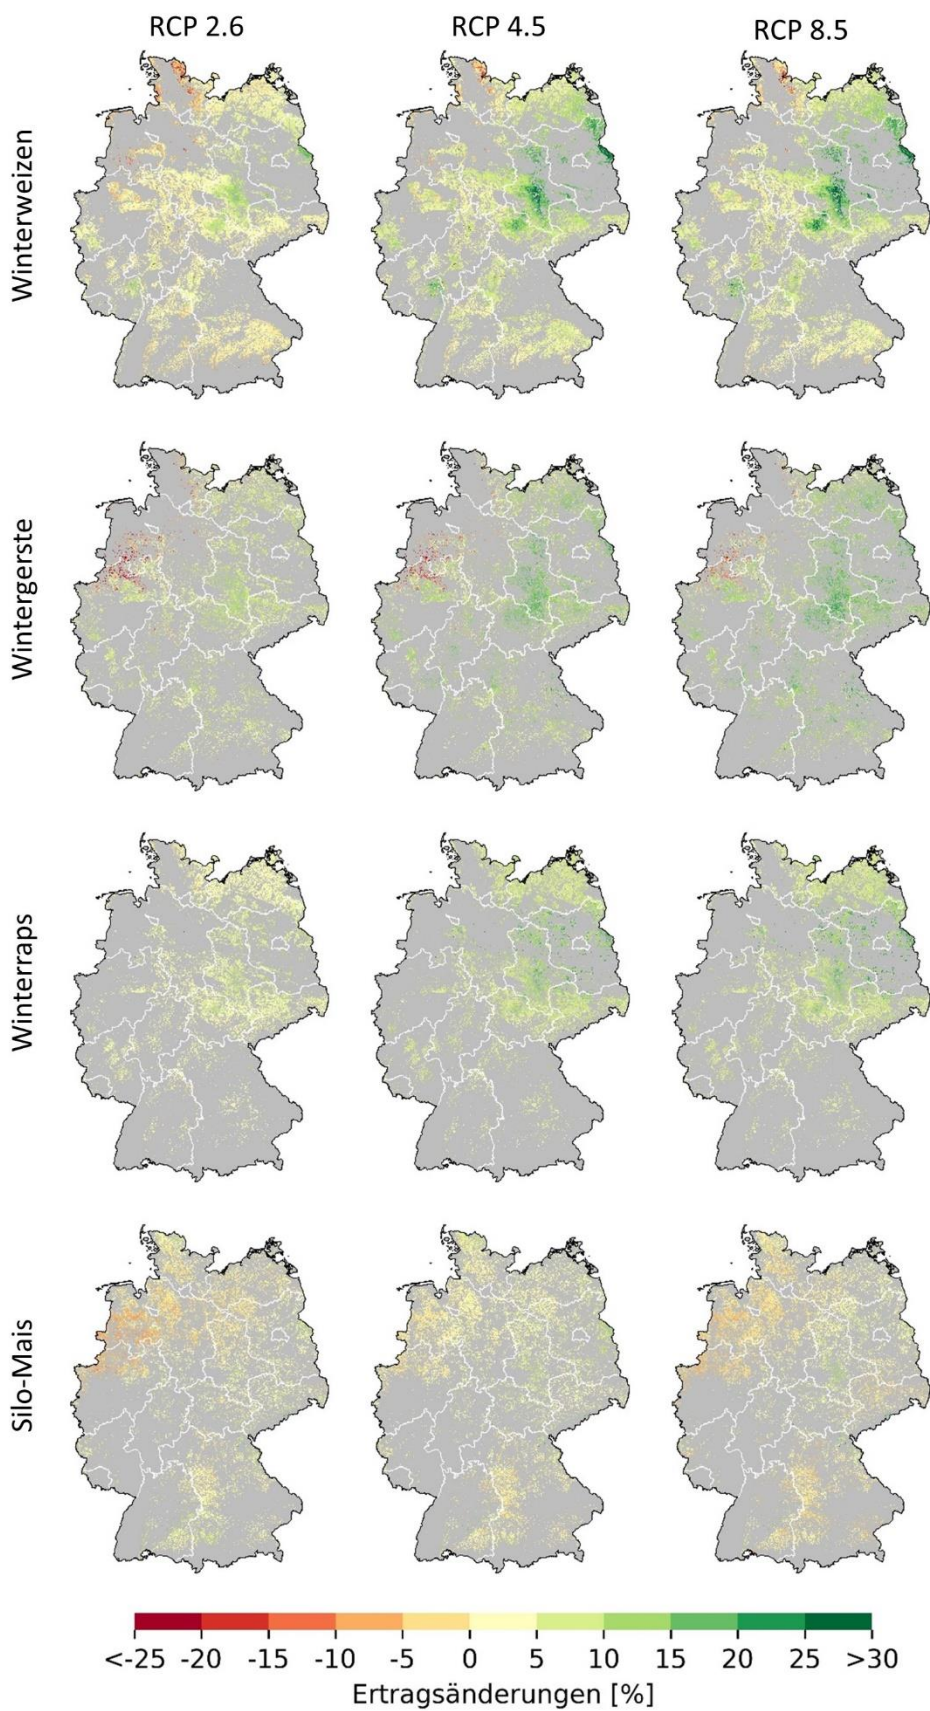 RCP 2.6 RCP 4.5 RCP 8.5
Winterweizen
Wintergerste
Winterraps
Silo-Mais
<-25 -20 -15 -10 -5 0 5 10 15 20 25 >30
Ertragsänderungen [%]